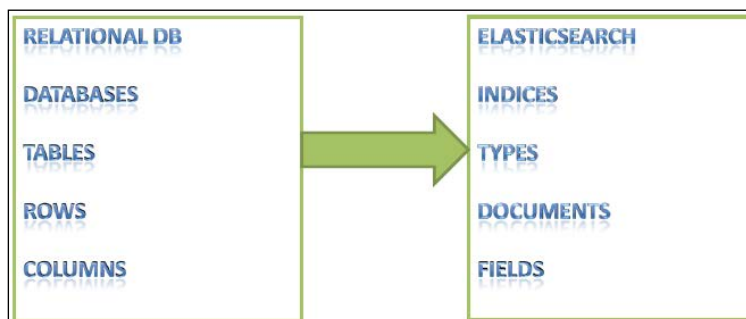 RELATIONAL DB
DATABASES
TABLES
ROWS
COLUMNS
ELASTICSEARCH
INDICES
TYPES
DOCUMENTS
FIELDS